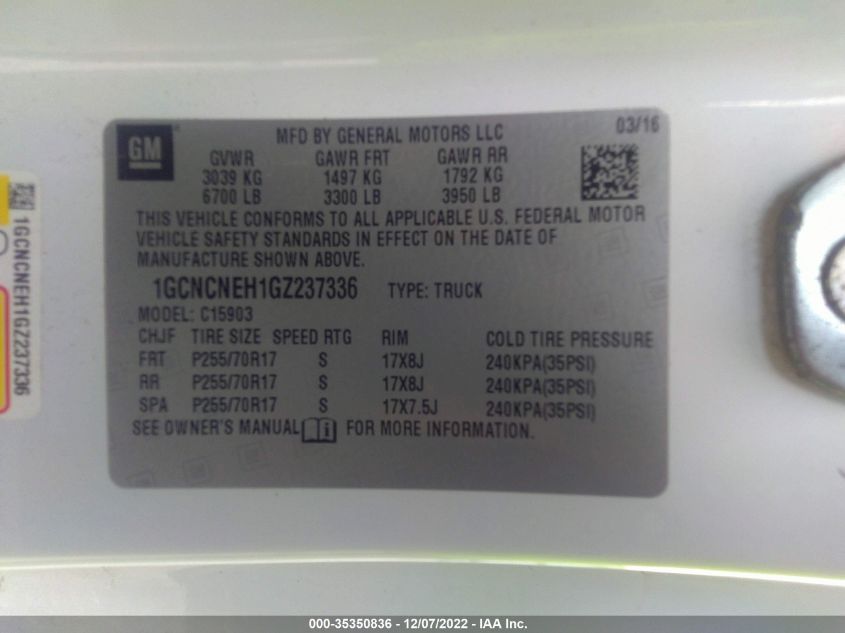 GM
MFD BY GENERAL MOTORS LLC
03/16
GVWR GAWR FRT GAWR RR
3039 KG 1497 KG 1792 KG
6700 LB 3300 LB 3950 LB
THIS VEHICLE CONFORMS TO ALL APPLICABLE U.S. FEDERAL MOTOR
VEHICLE SAFETY STANDARDS IN EFFECT ON THE DATE OF
MANUFACTURE SHOWN ABOVE.
1GCNCNEH1GZ237336 TYPE: TRUCK
MODEL: C15903
CHJF TIRE SIZE SPEED RTG RIM COLD TIRE PRESSURE
FRT P255/70R17 S 17X8J 240KPA(35PSI)
RR P255/70R17 S 17X8J 240KPA(35PSI)
SPA P255/70R17 S 17X7.5J 240KPA(35PSI)
SEE OWNER'S MANUAL i FOR MORE INFORMATION.
1GCNCNEH1GZ237336
000-35350836 - 12/07/2022 - IAA Inc.